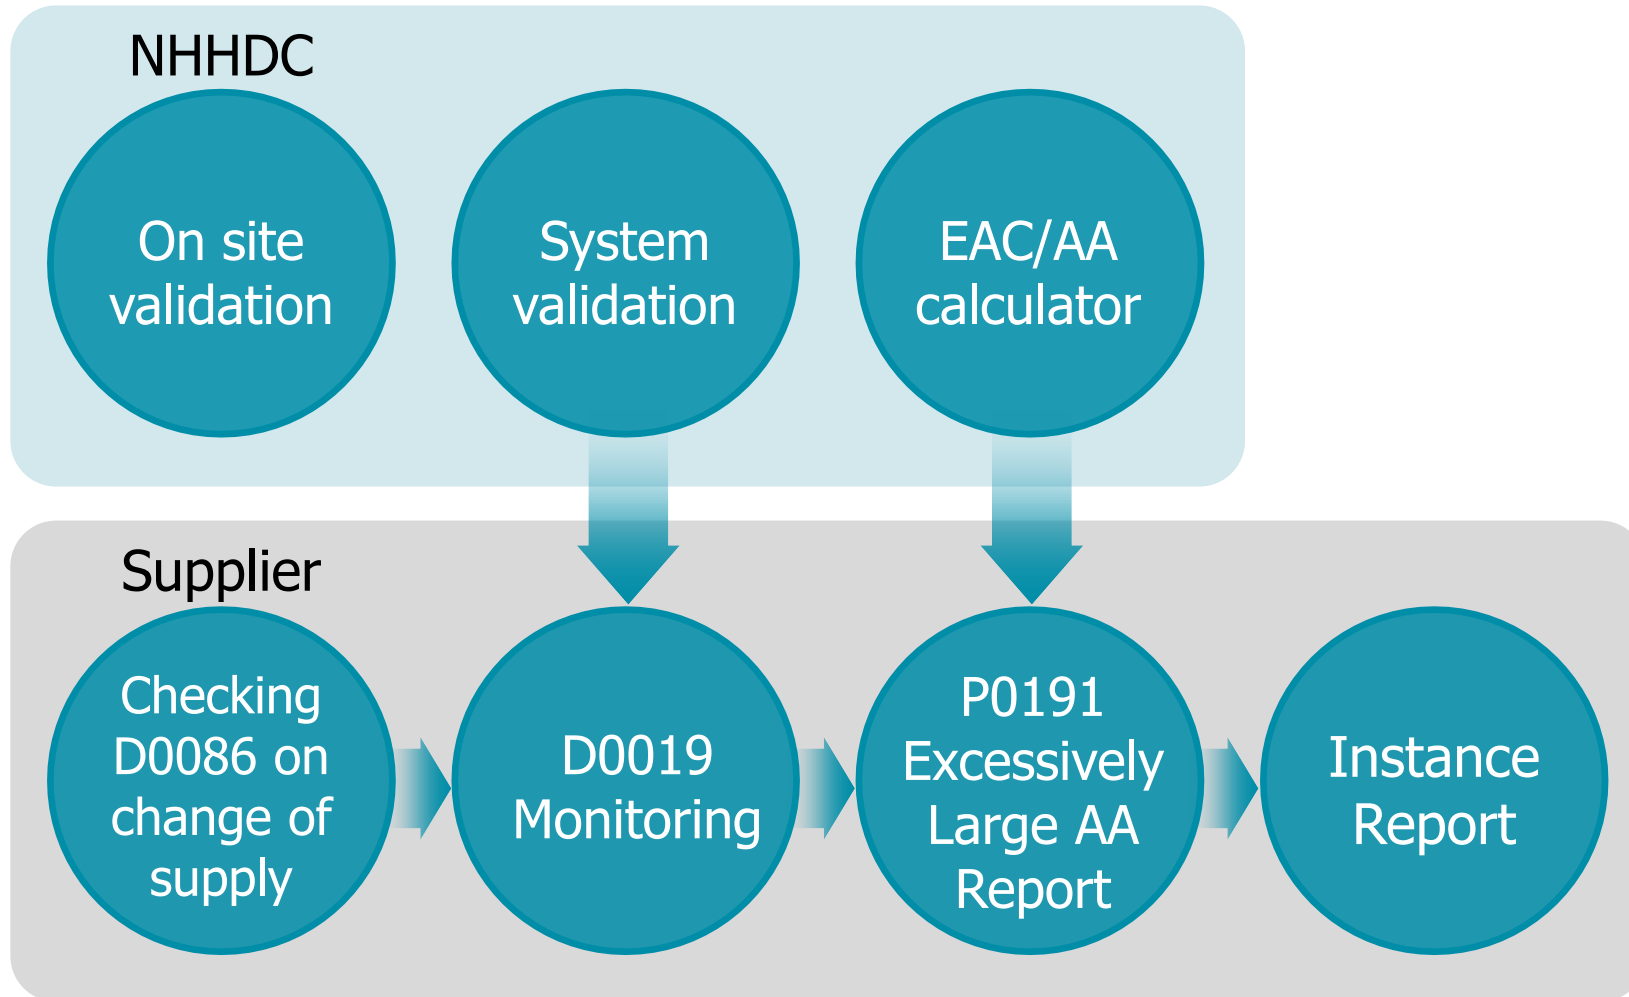 NHHDC
On site
validation
System
validation
EAC/AA
calculator
Supplier
Checking
D0086 on
change of
supply
D0019
Monitoring
P0191
Excessively
Large AA
Report
Instance
Report